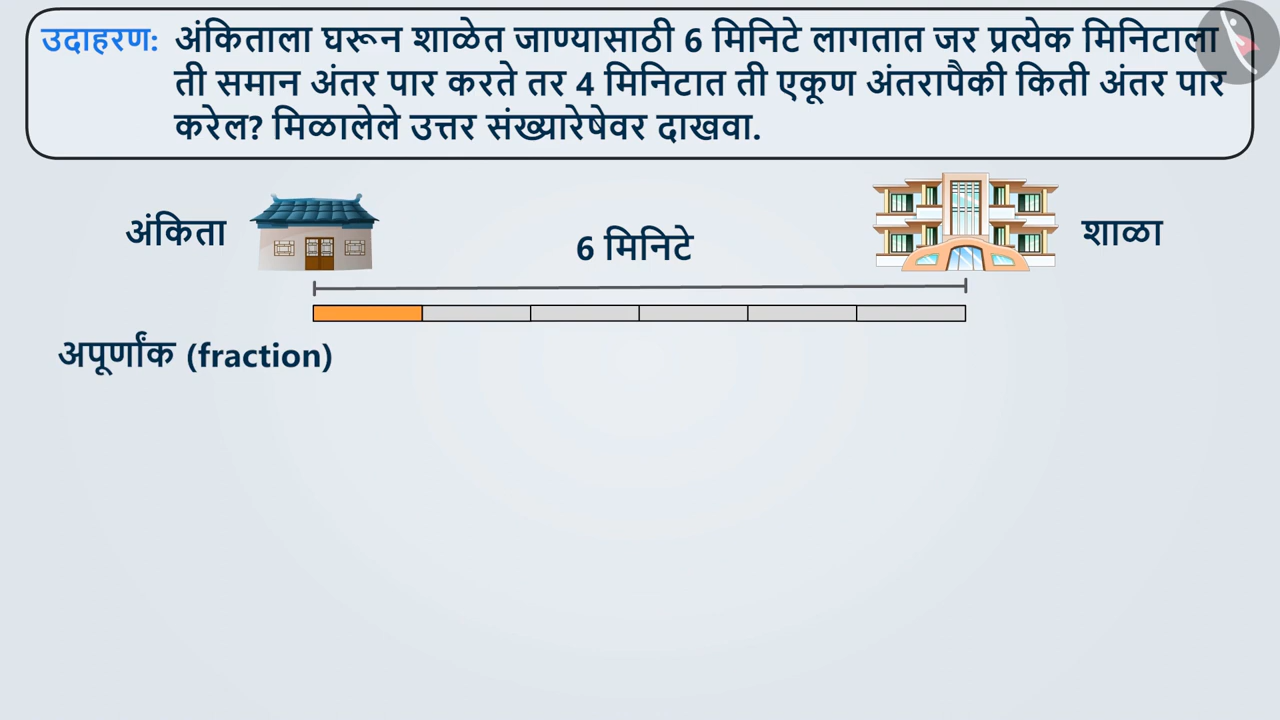 उदाहरण: अंकिताला घरून शाळेत जाण्यासाठी 6 मिनिटे लागतात जर प्रत्येक मिनिटाला
ती समान अंतर पार करते तर 4 मिनिटात ती एकूण अंतरापैकी किती अंतर पार
करेल? मिळालेले उत्तर संख्यारेषेवर दाखवा.
अंकिता 6 मिनिटे शाळा
अपूर्णांक (fraction)